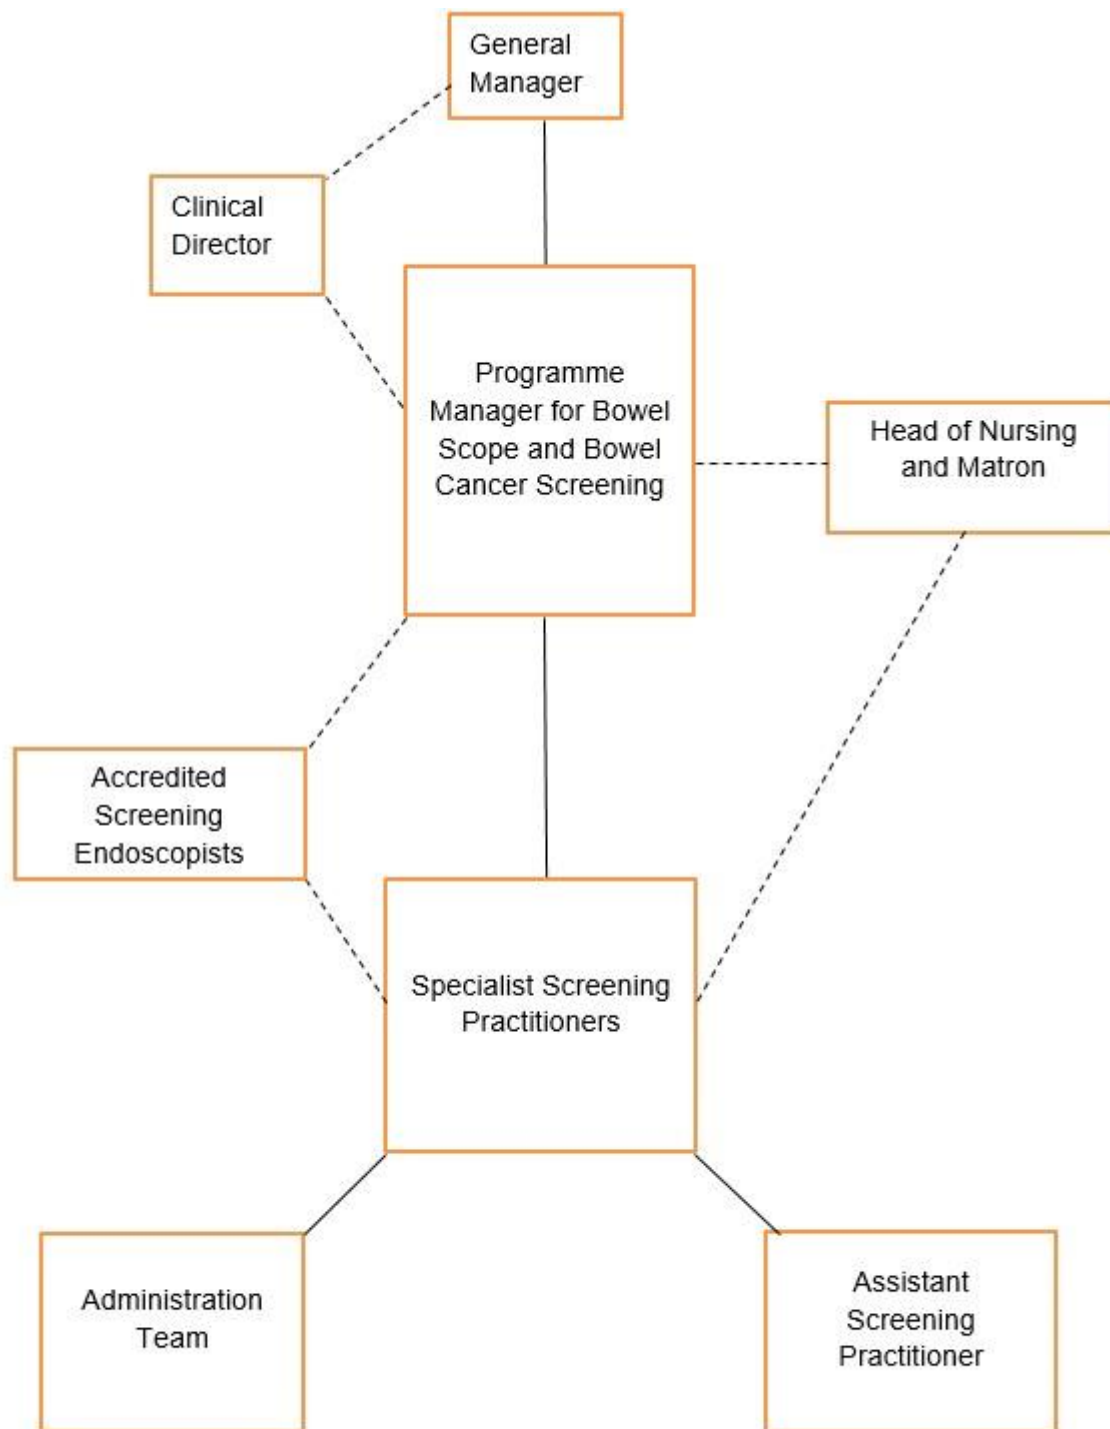 General
Manager
Clinical
Director
Programme
Manager for Bowel
Scope and Bowel
Cancer Screening
Head of Nursing
and Matron
Accredited
Screening
Endoscopists
Specialist Screening
Practitioners
Administration
Team
Assistant
Screening
Practitioner